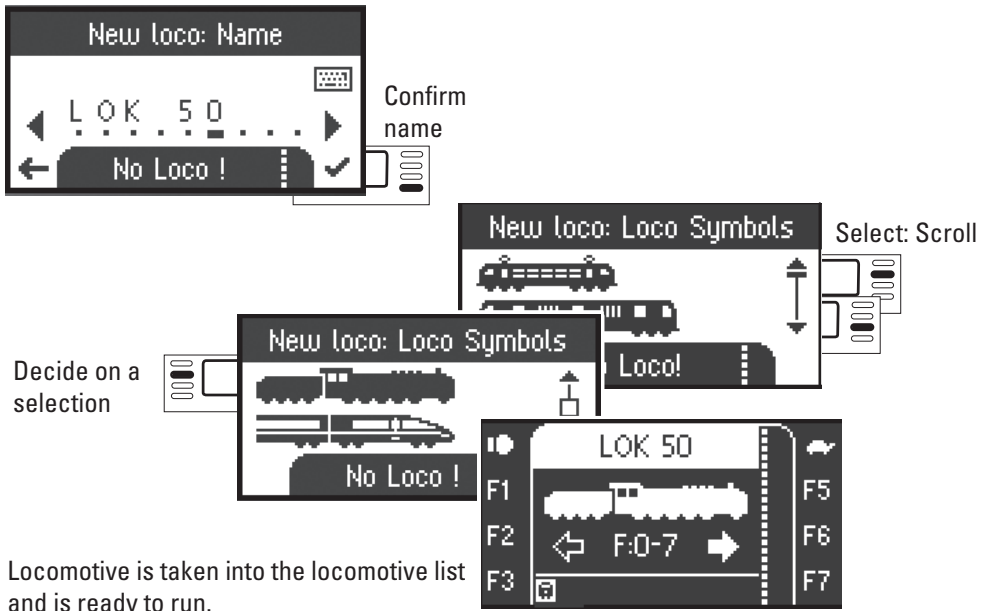 New loco: Name
LOK 50
No Loco !
Confirm
name
New loco: Loco Symbols
Select: Scroll
Loco!
New loco: Loco Symbols
No Loco !
Decide on a
selection
LOK 50
F1
F2
F3
F:0-7
F5
F6
F7
Locomotive is taken into the locomotive list
and is ready to run.